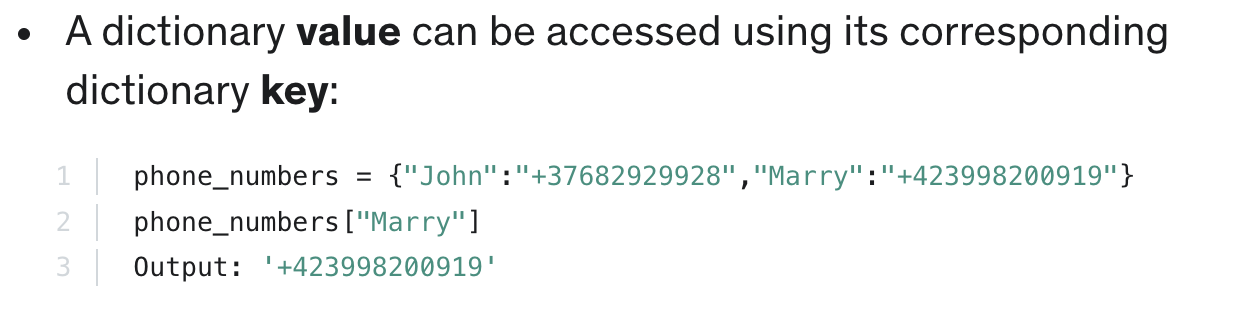 • A dictionary value can be accessed using its corresponding
dictionary key:
1 phone_numbers = {"John":"+37682929928","Marry":"+423998200919"}
2 phone_numbers["Marry"]
3 Output: '+423998200919'